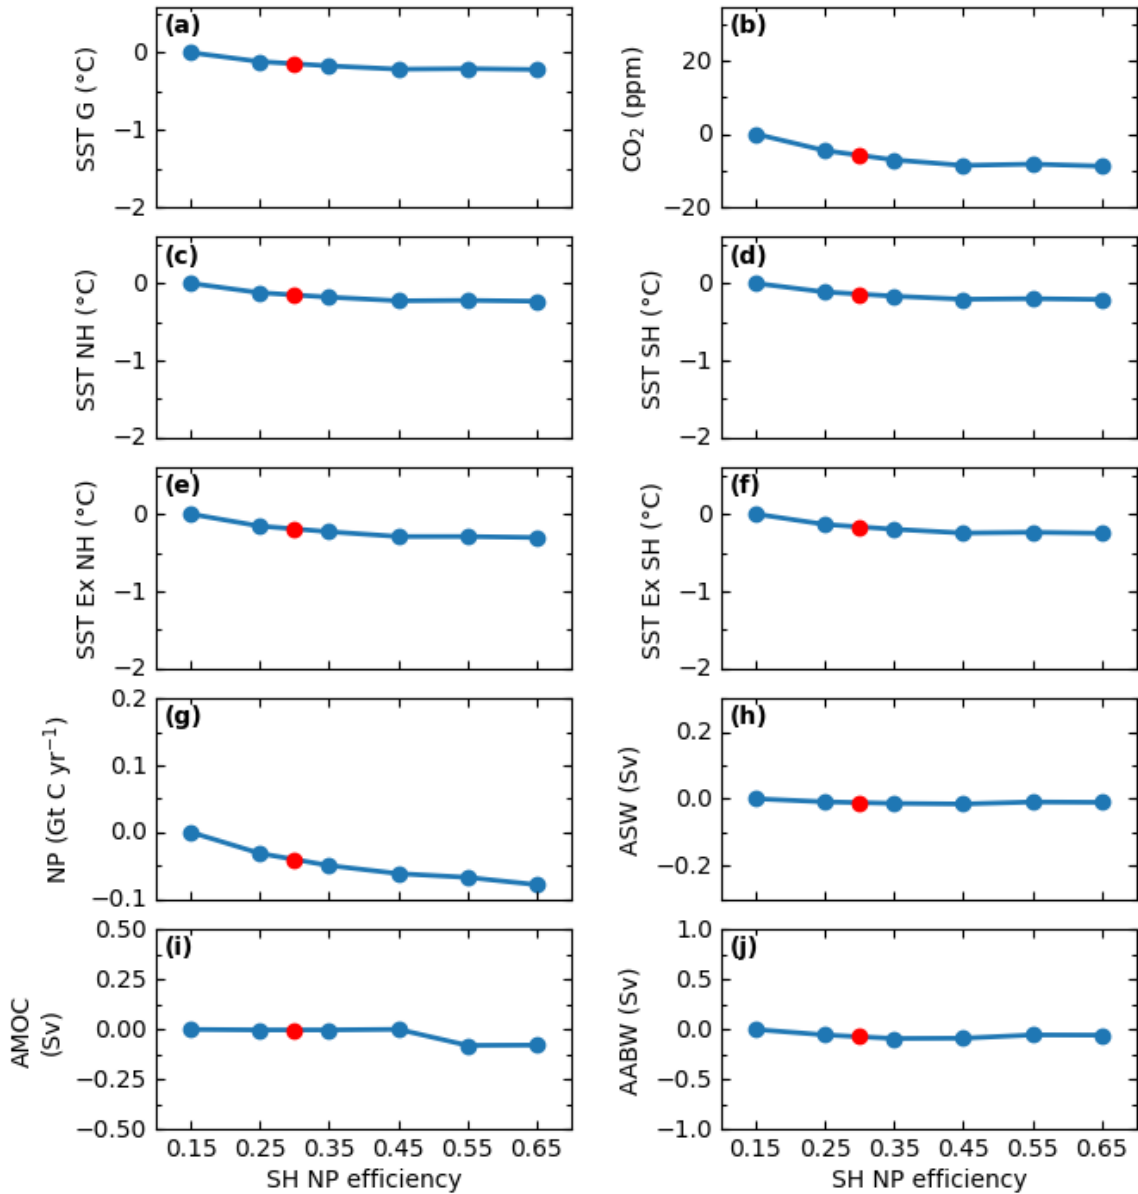 (a)
SST G (°C)
0
−1
−2
(b)
CO₂ (ppm)
20
0
−20
(c)
SST NH (°C)
0
−1
−2
(d)
SST SH (°C)
0
−1
−2
(e)
SST Ex NH (°C)
0
−1
−2
(f)
SST Ex SH (°C)
0
−1
−2
(g)
NP (Gt C yr⁻¹)
0.2
0.1
0.0
−0.1
(h)
ASW (Sv)
0.2
0.0
−0.2
(i)
AMOC
(Sv)
0.50
0.25
0.00
−0.25
−0.50
0.15 0.25 0.35 0.45 0.55 0.65
SH NP efficiency
(j)
AABW (Sv)
1.0
0.5
0.0
−0.5
−1.0
0.15 0.25 0.35 0.45 0.55 0.65
SH NP efficiency